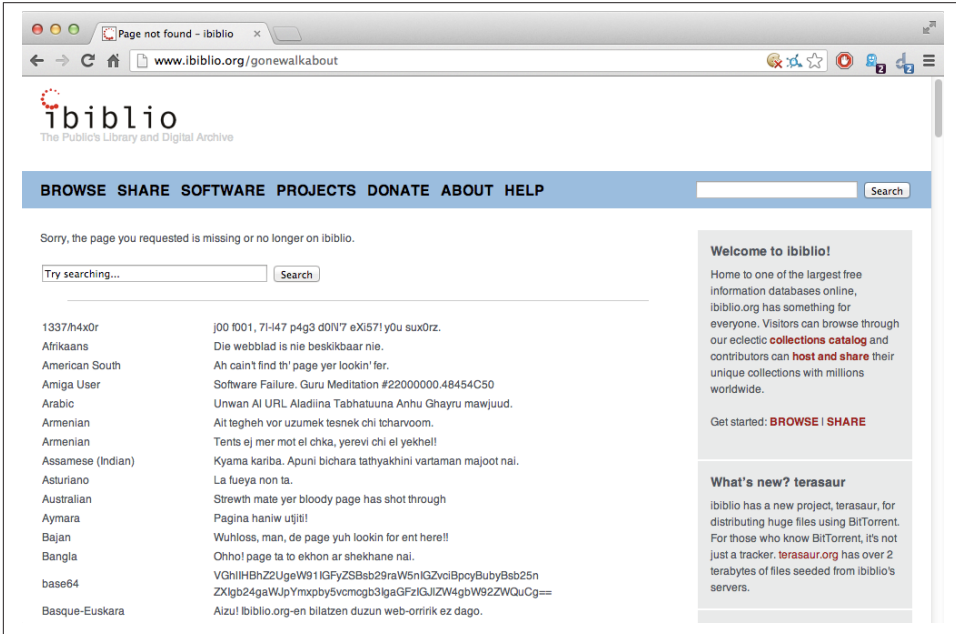 Page not found – ibiblio
www.ibiblio.org/gonewalkabout
2
2
ibiblio
The Public's Library and Digital Archive
BROWSE SHARE SOFTWARE PROJECTS DONATE ABOUT HELP
Search
Sorry, the page you requested is missing or no longer on ibiblio.
Try searching...
Search
1337/h4x0r j00 f001, 7l-l47 p4g3 d0N'7 eXi57! y0u sux0rz.
Afrikaans Die webblad is nie beskikbaar nie.
American South Ah cain't find th' page yer lookin' fer.
Amiga User Software Failure. Guru Meditation #22000000.48454C50
Arabic Unwan Al URL Aladiina Tabhatuuna Anhu Ghayru mawjuud.
Armenian Ait tegheh vor uzumek tesnek chi tcharvoom.
Armenian Tents ej mer mot el chka, yerevi chi el yekhel!
Assamese (Indian) Kyama kariba. Apuni bichara tathyakhini vartaman majoot nai.
Asturiano La fueya non ta.
Australian Strewth mate yer bloody page has shot through
Aymara Pagina haniw utjiti!
Bajan Wuhloss, man, de page yuh lookin for ent here!!
Bangla Ohho! page ta to ekhon ar shekhane nai.
base64 VGhlIHBhZ2UgeW91IGFyZSBsb29raW5nIGZvciBpcyBubyBsb25n
ZXIgb24gaWJpYmxpby5vcmcgb3IgaGFzIGJlZW4gbW92ZWQuCg==
Basque-Euskara Aizu! Ibiblio.org-en bilatzen duzun web-orririk ez dago.
Welcome to ibiblio!
Home to one of the largest free
information databases online,
ibiblio.org has something for
everyone. Visitors can browse through
our eclectic collections catalog and
contributors can host and share their
unique collections with millions
worldwide.
Get started: BROWSE | SHARE
What's new? terasaur
ibiblio has a new project, terasaur, for
distributing huge files using BitTorrent.
For those who know BitTorrent, it's not
just a tracker. terasaur.org has over 2
terabytes of files seeded from ibiblio's
servers.